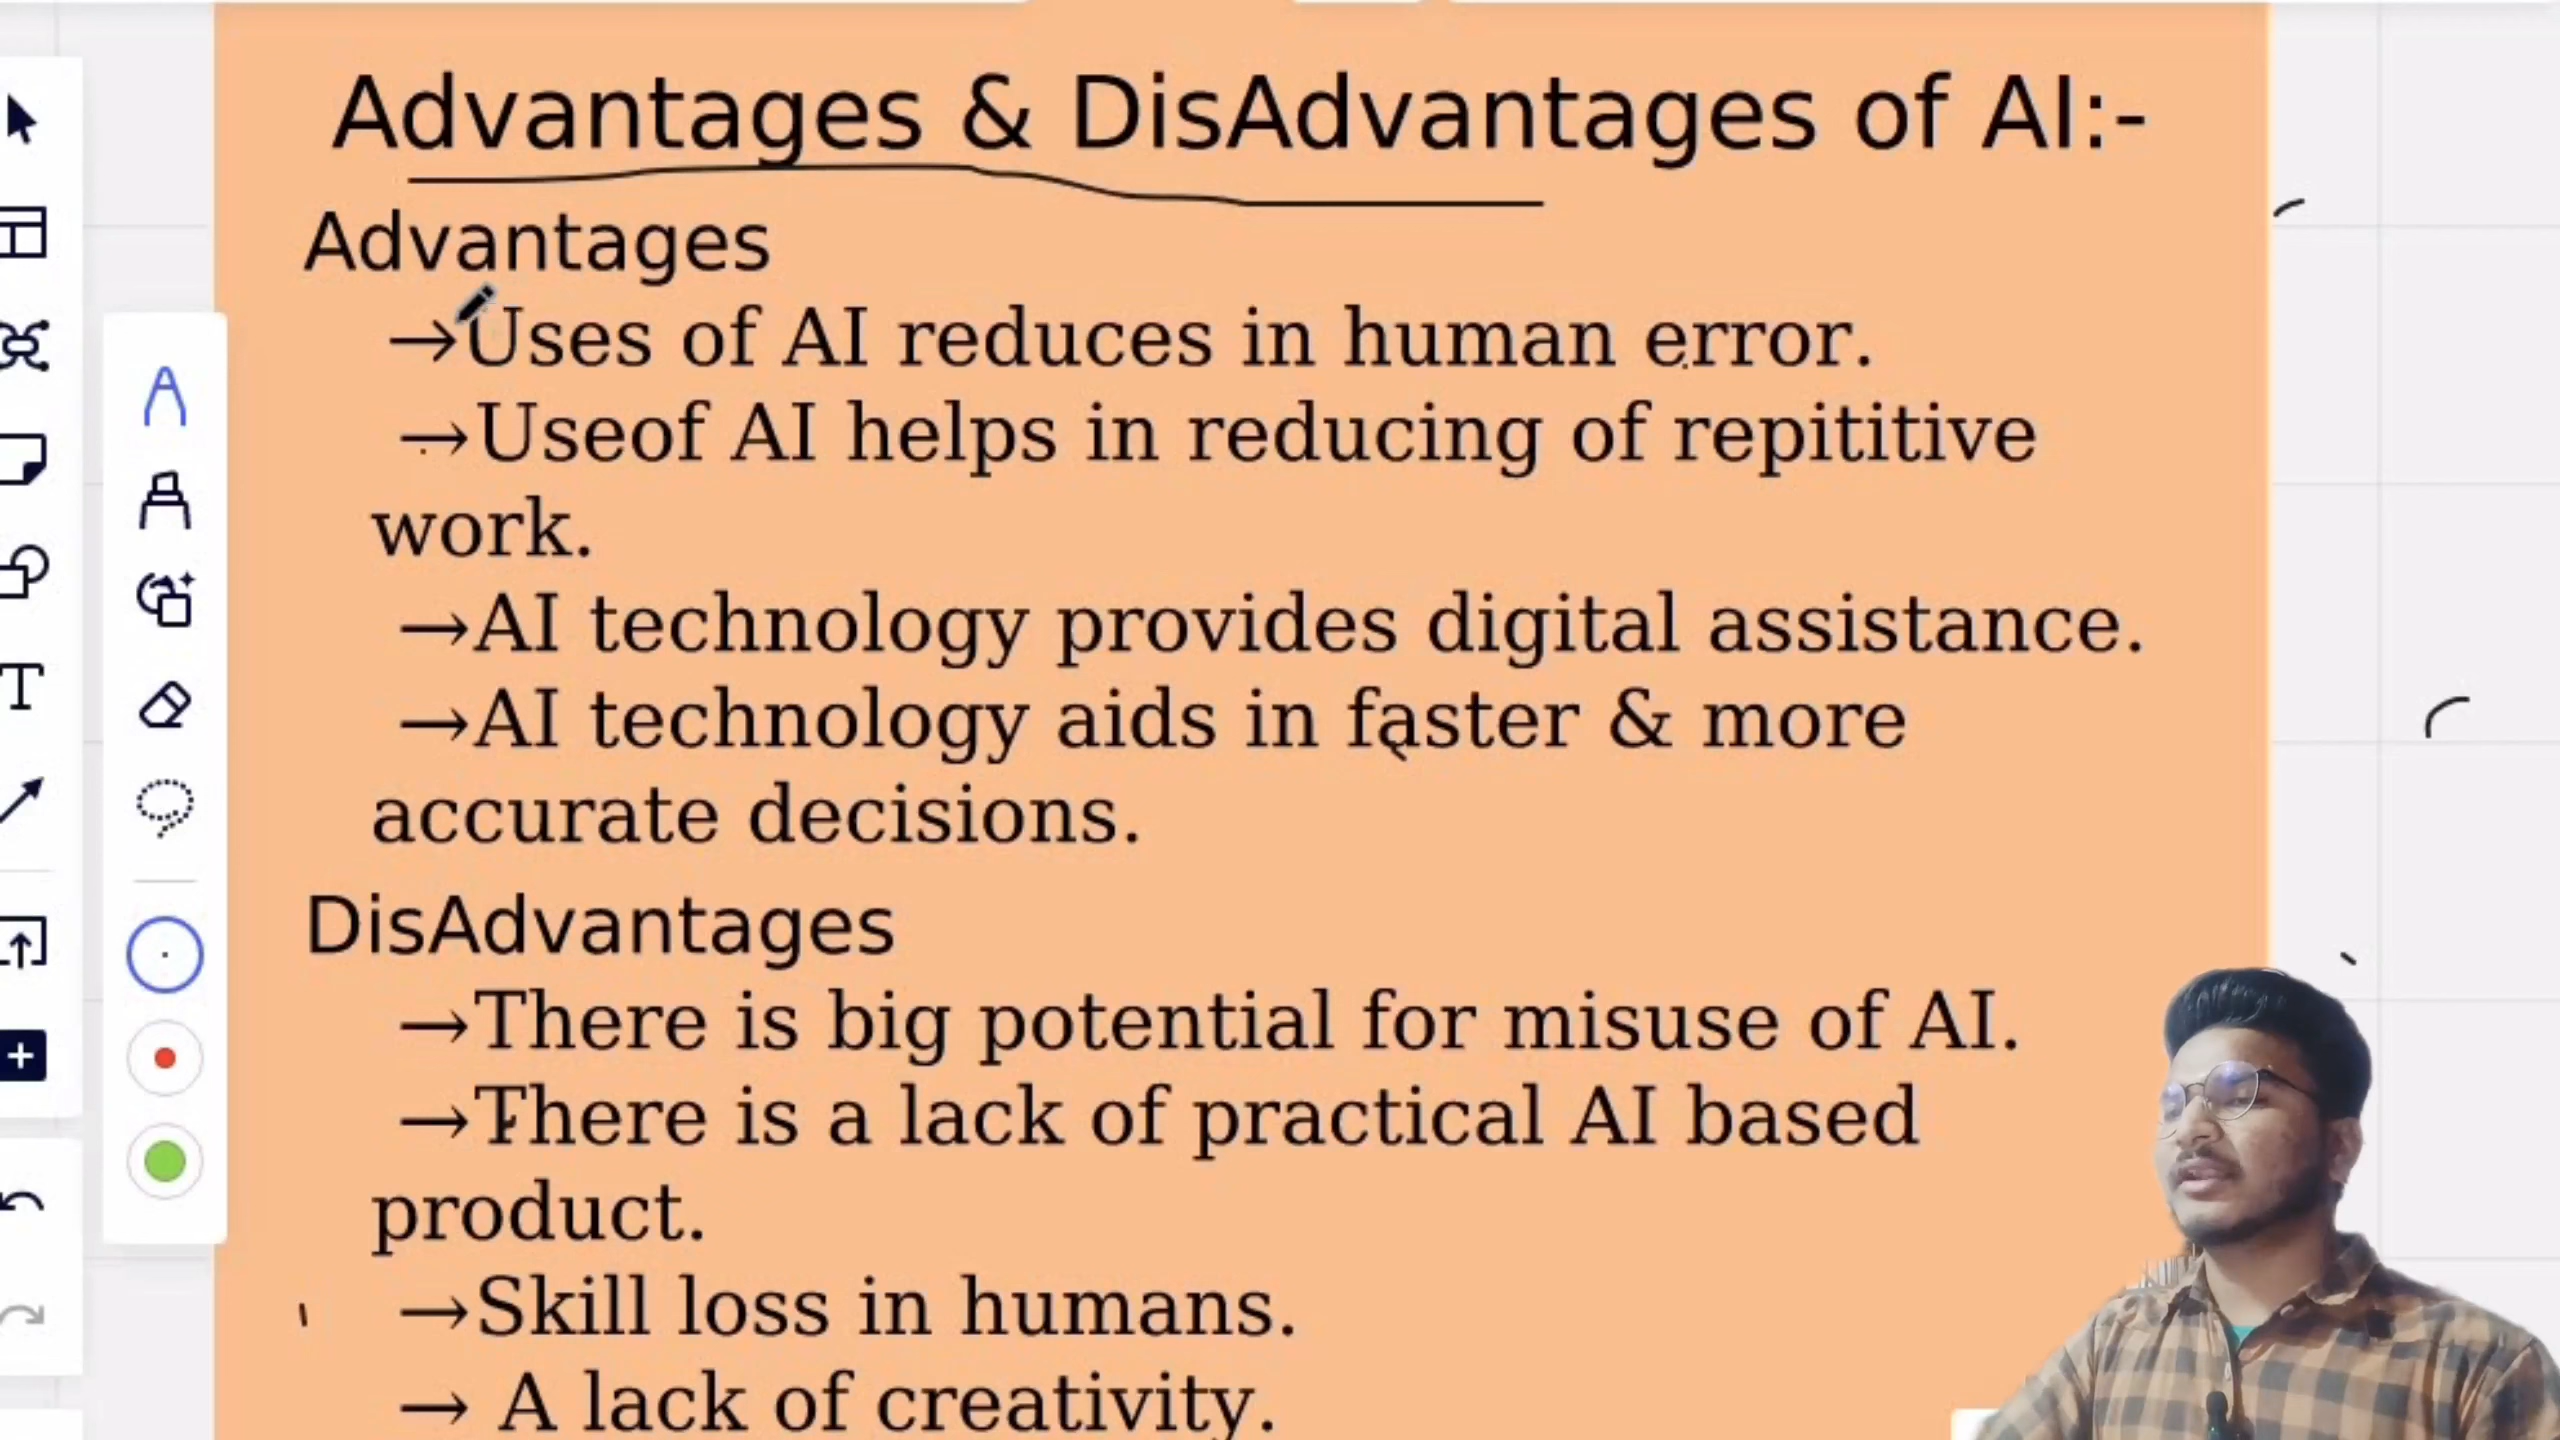 Advantages & DisAdvantages of AI:-
Advantages
→Uses of AI reduces in human error.
→Useof AI helps in reducing of repititive
work.
→AI technology provides digital assistance.
→AI technology aids in faster & more
accurate decisions.
DisAdvantages
→There is big potential for misuse of AI.
→There is a lack of practical AI based
product.
→Skill loss in humans.
→ A lack of creativity.